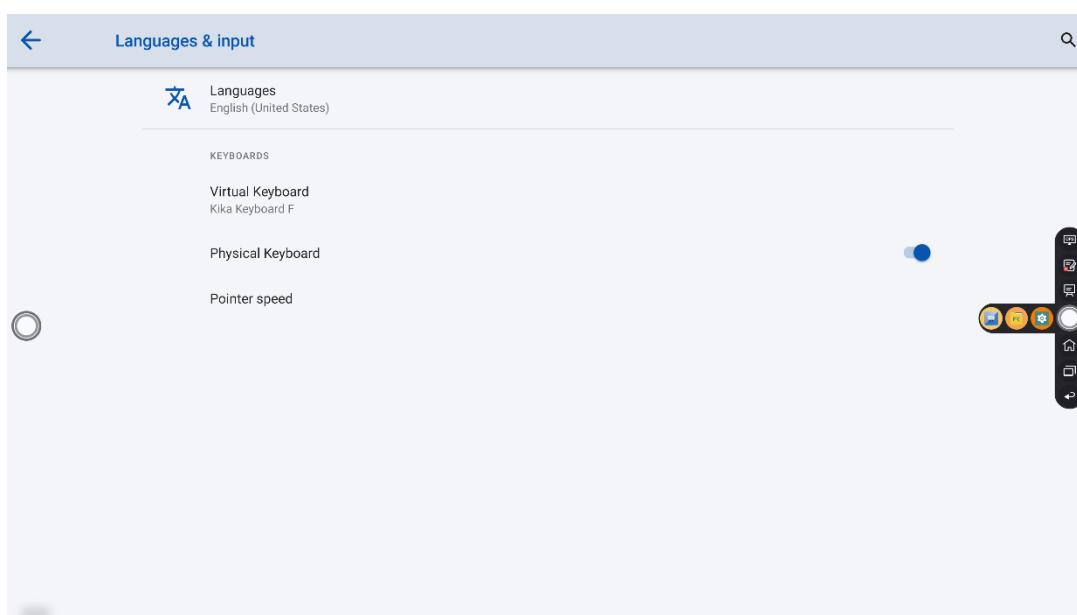 Languages & input
Languages
English (United States)
KEYBOARDS
Virtual Keyboard
Kika Keyboard F
Physical Keyboard
Pointer speed